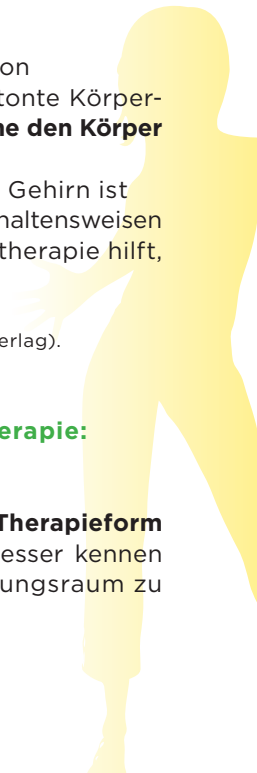 on
tonte Körper-
ne den Körper
Gehirn ist
haltensweisen
therapie hilft,
erlag).
erapie:
Therapieform
esser kennen
ungsraum zu